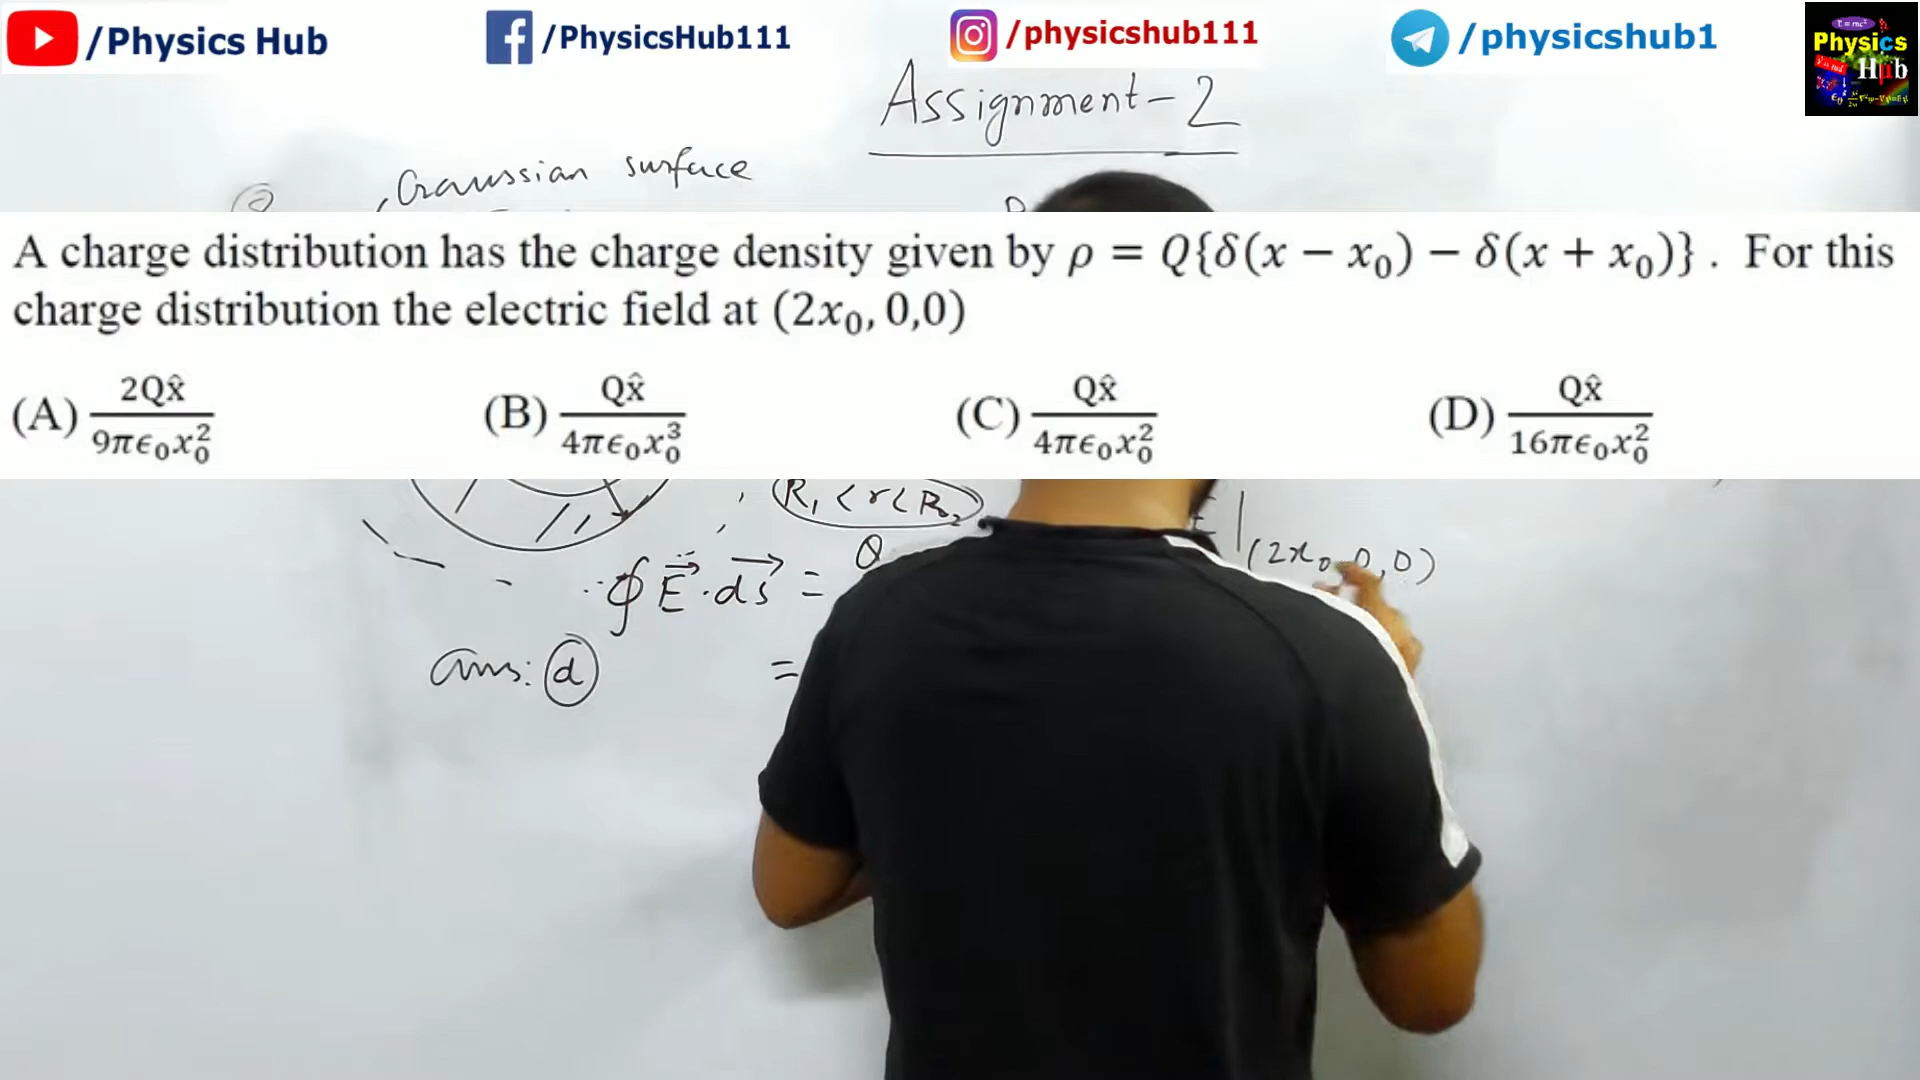 /Physics Hub
/PhysicsHub111
/physicshub111
/physicshub1
Physics
Hub
Assignment-2
Gaussian surface
A charge distribution has the charge density given by ρ = Q{δ(x − x₀) − δ(x + x₀)} . For this
charge distribution the electric field at (2x₀, 0,0)
(A) 2Qx̂ / 9πϵ₀x₀²
(B) Qx̂ / 4πϵ₀x₀³
(C) Qx̂ / 4πϵ₀x₀²
(D) Qx̂ / 16πϵ₀x₀²
, R₁ < r < R₂
(2x₀, 0, 0)
∮ E⃗ · ds⃗ =
ans: (d)
=